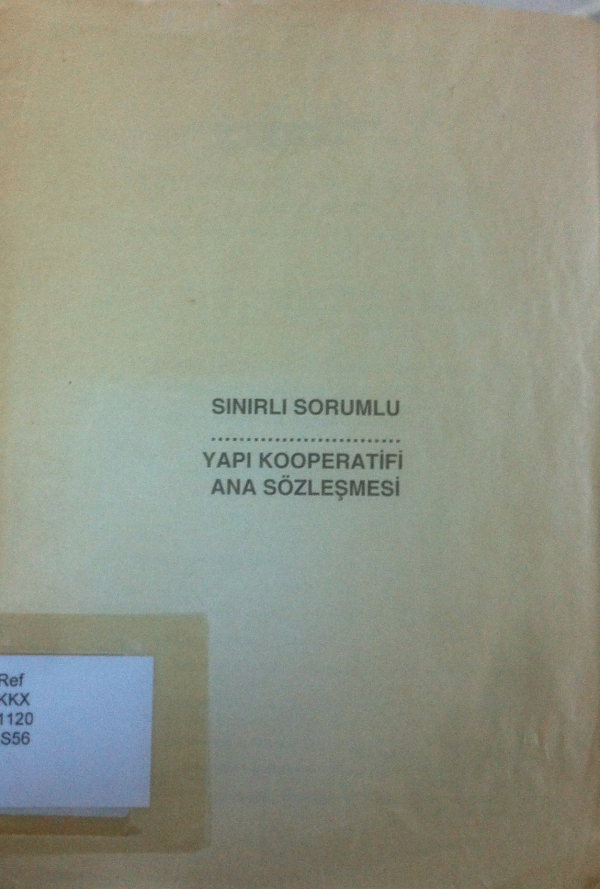 SINIRLI SORUMLU
...........................
YAPI KOOPERATİFİ
ANA SÖZLEŞMESİ
Ref
KKX
1120
.S56